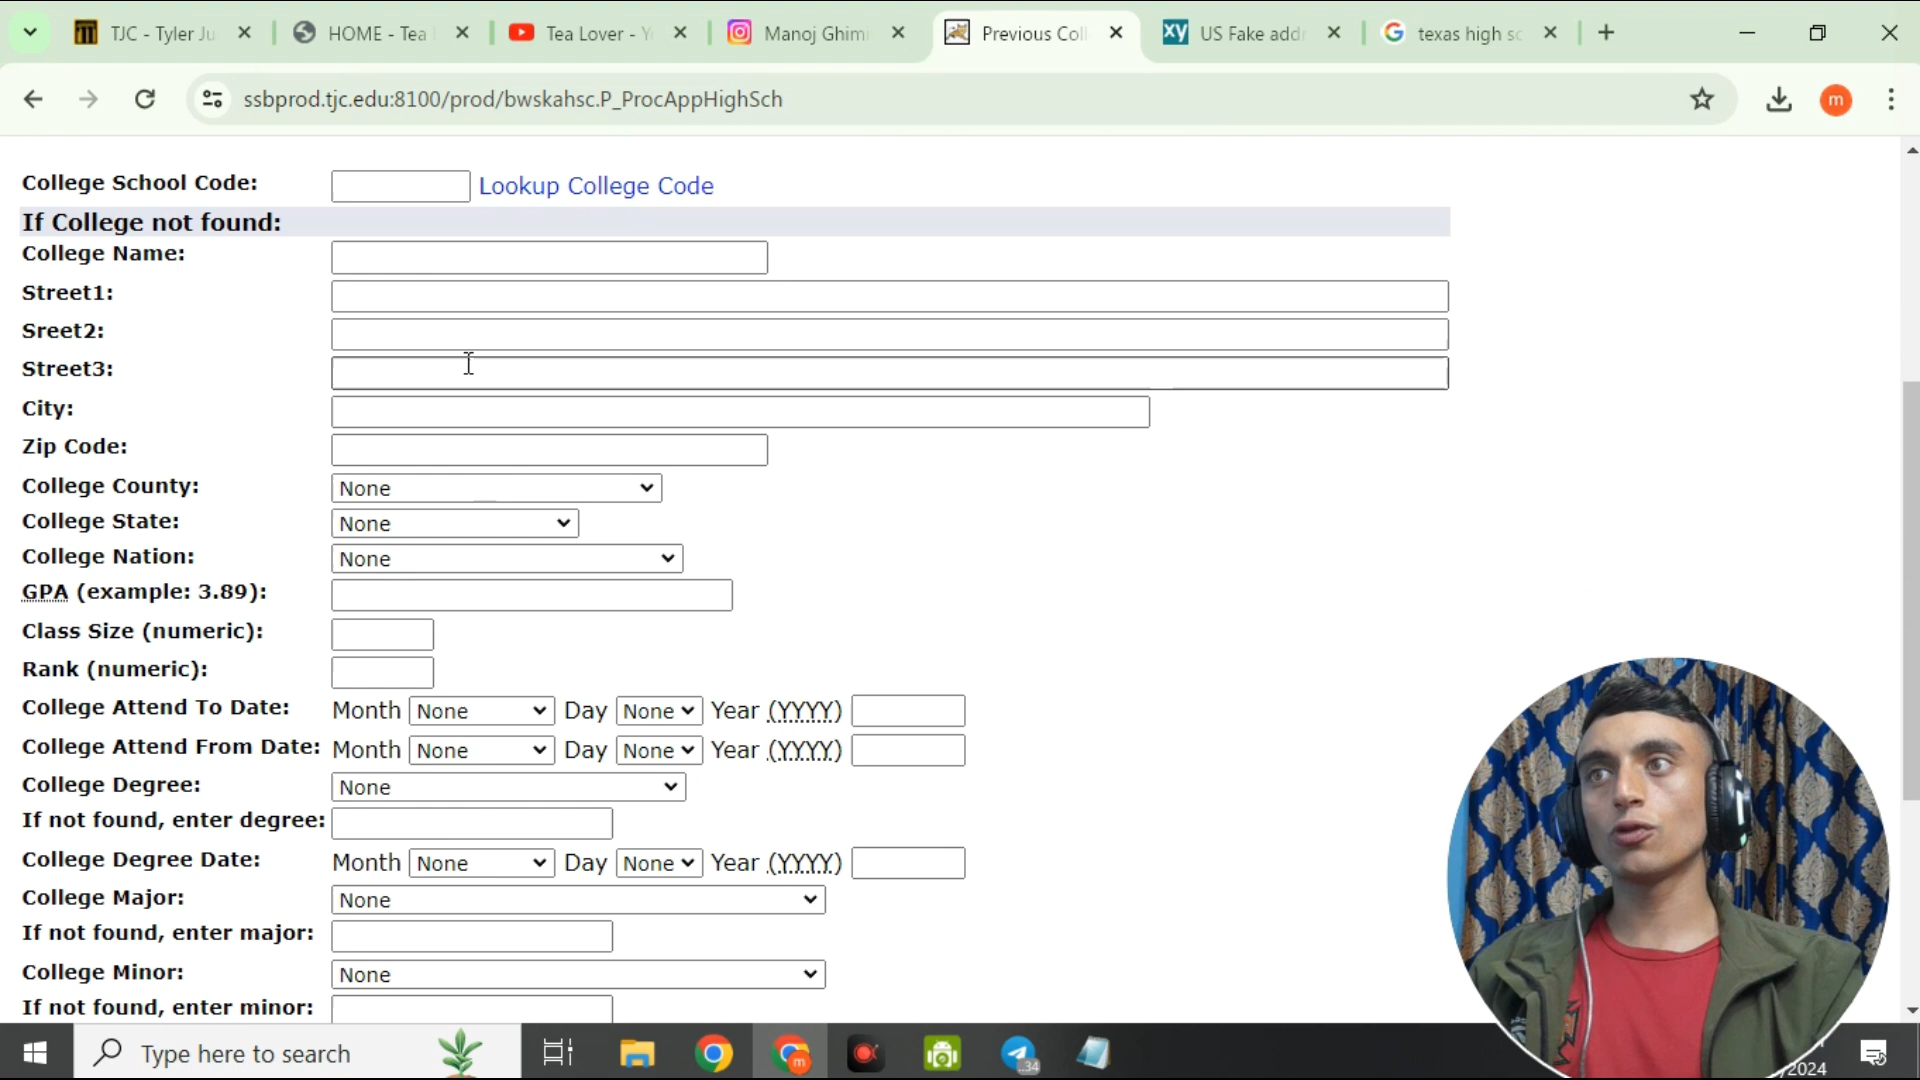 TJC - Tyler Ju
HOME - Tea
Tea Lover - Y
Manoj Ghimi
Previous Coll
US Fake addr
texas high sc
ssbprod.tjc.edu:8100/prod/bwskahsc.P_ProcAppHighSch
m
College School Code:
Lookup College Code
If College not found:
College Name:
Street1:
Sreet2:
Street3:
City:
Zip Code:
College County: None
College State: None
College Nation: None
GPA (example: 3.89):
Class Size (numeric):
Rank (numeric):
College Attend To Date: Month None Day None Year (YYYY)
College Attend From Date: Month None Day None Year (YYYY)
College Degree: None
If not found, enter degree:
College Degree Date: Month None Day None Year (YYYY)
College Major: None
If not found, enter major:
College Minor: None
If not found, enter minor:
Type here to search
m
..34
/2024